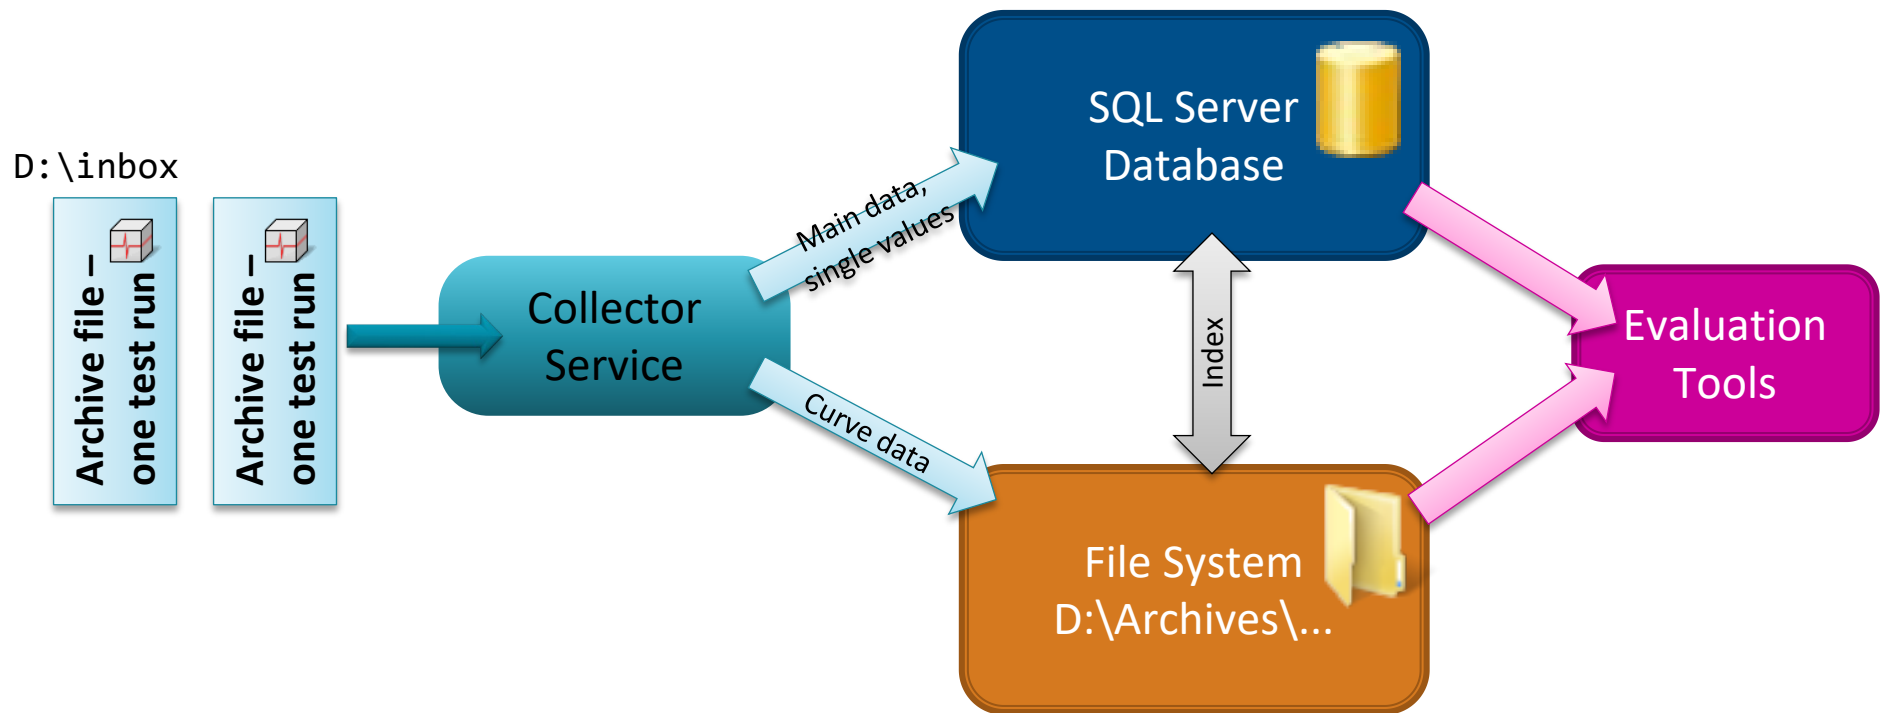 D:\inbox
Archive file –
one test run
Archive file –
one test run
Collector
Service
Main data,
single values
Curve data
SQL Server
Database
Index
File System
D:\Archives\...
Evaluation
Tools